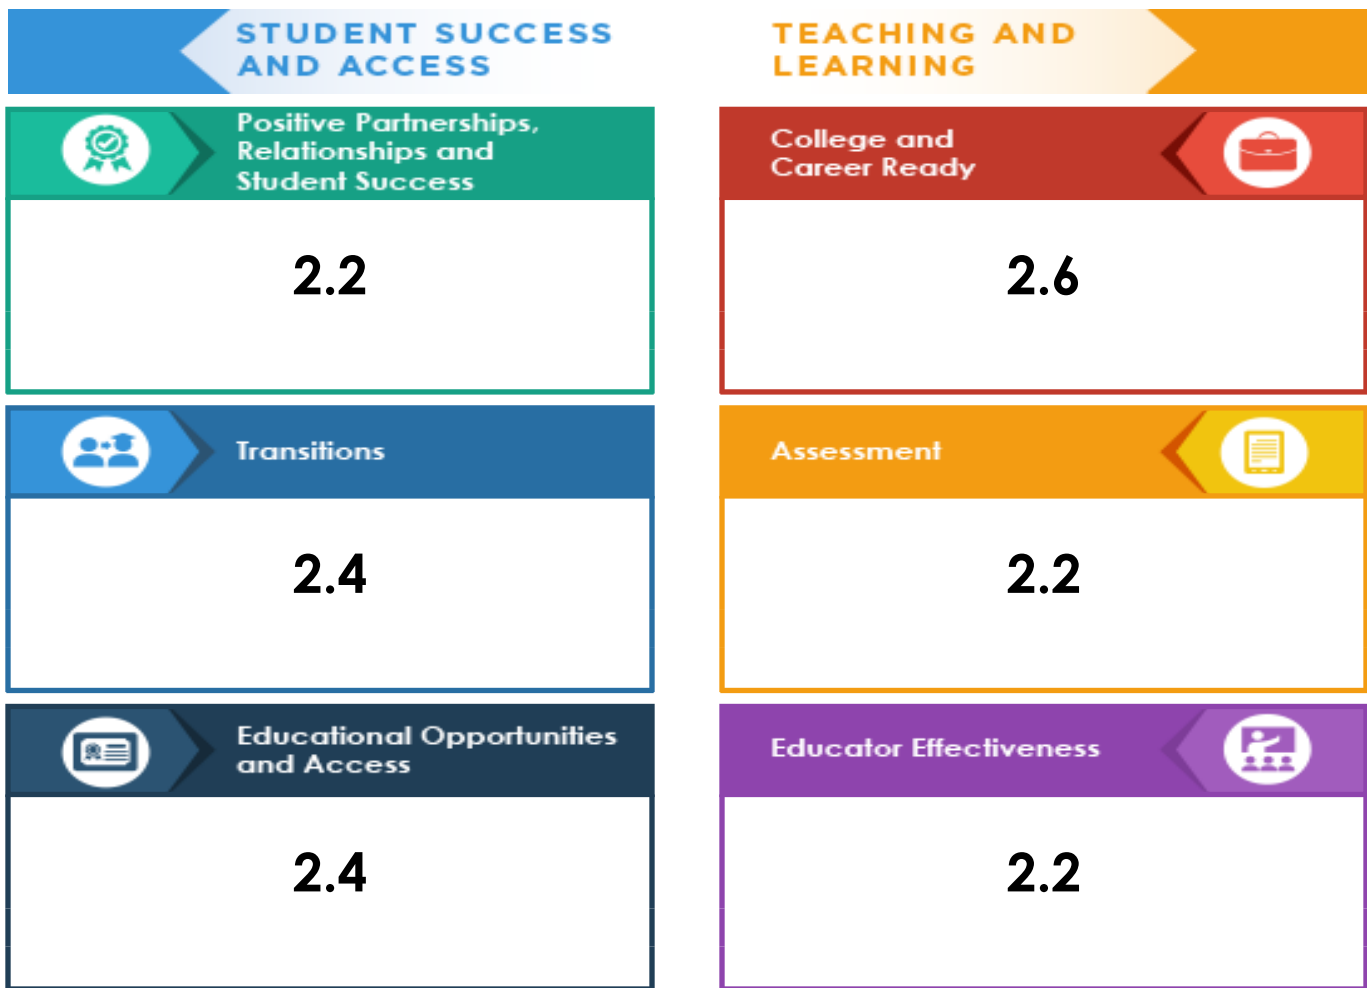 STUDENT SUCCESS
AND ACCESS
TEACHING AND
LEARNING
Positive Partnerships,
Relationships and
Student Success
2.2
College and
Career Ready
2.6
Transitions
2.4
Assessment
2.2
Educational Opportunities
and Access
2.4
Educator Effectiveness
2.2